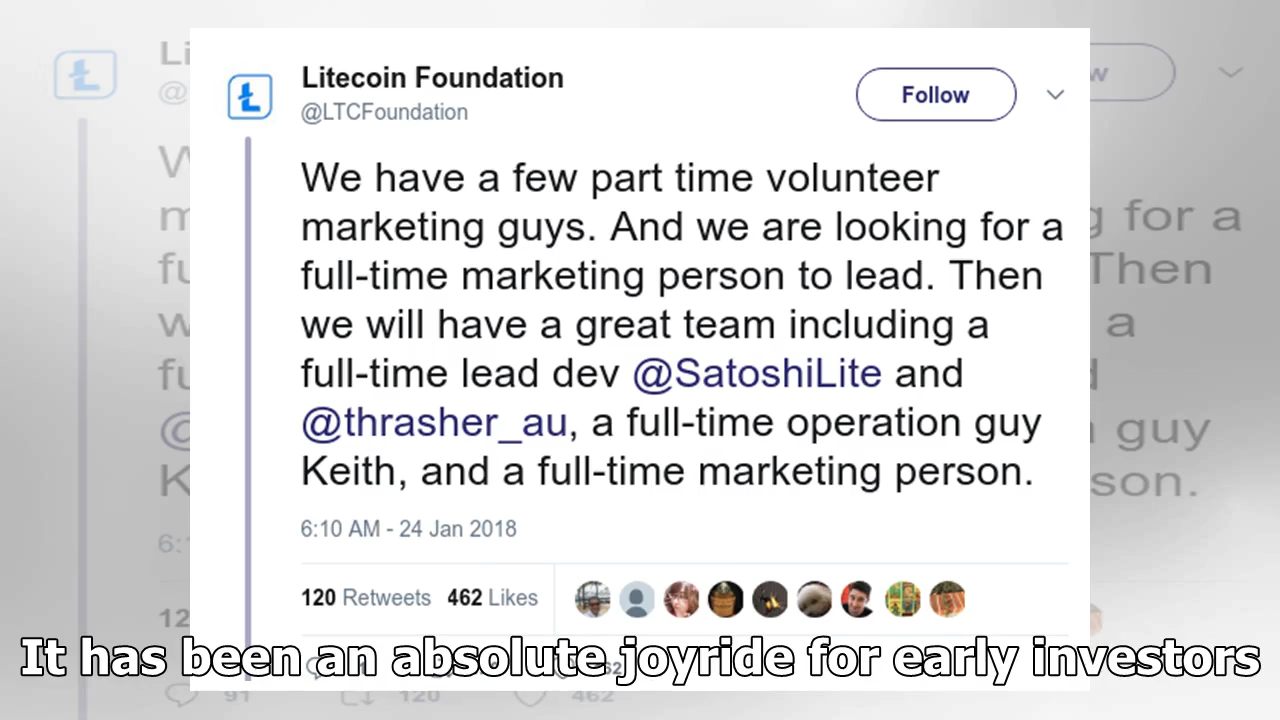 Litecoin Foundation
@LTCFoundation
Follow
We have a few part time volunteer
marketing guys. And we are looking for a
full-time marketing person to lead. Then
we will have a great team including a
full-time lead dev @SatoshiLite and
@thrasher_au, a full-time operation guy
Keith, and a full-time marketing person.
6:10 AM - 24 Jan 2018
120 Retweets 462 Likes
It has been an absolute joyride for early investors
91 120 462